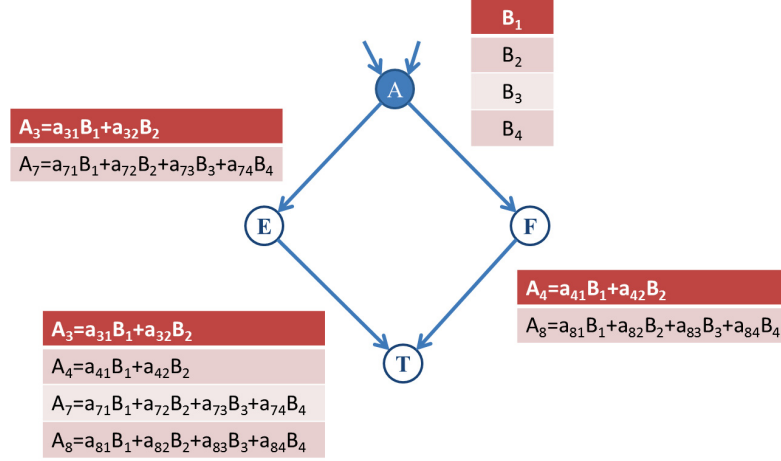 B₁
B₂
B₃
B₄
A
A₃=a₃₁B₁+a₃₂B₂
A₇=a₇₁B₁+a₇₂B₂+a₇₃B₃+a₇₄B₄
E
F
A₄=a₄₁B₁+a₄₂B₂
A₈=a₈₁B₁+a₈₂B₂+a₈₃B₃+a₈₄B₄
A₃=a₃₁B₁+a₃₂B₂
A₄=a₄₁B₁+a₄₂B₂
A₇=a₇₁B₁+a₇₂B₂+a₇₃B₃+a₇₄B₄
A₈=a₈₁B₁+a₈₂B₂+a₈₃B₃+a₈₄B₄
T